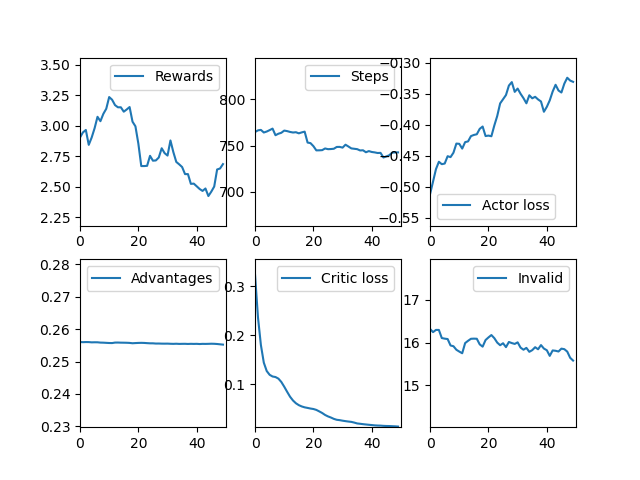 Rewards
3.50
3.25
3.00
2.75
2.50
2.25
0 20 40
Steps
800
750
700
0 20 40
Actor loss
−0.30
−0.35
−0.40
−0.45
−0.50
−0.55
0 20 40
Advantages
0.28
0.27
0.26
0.25
0.24
0.23
0 20 40
Critic loss
0.3
0.2
0.1
0 20 40
Invalid
17
16
15
0 20 40